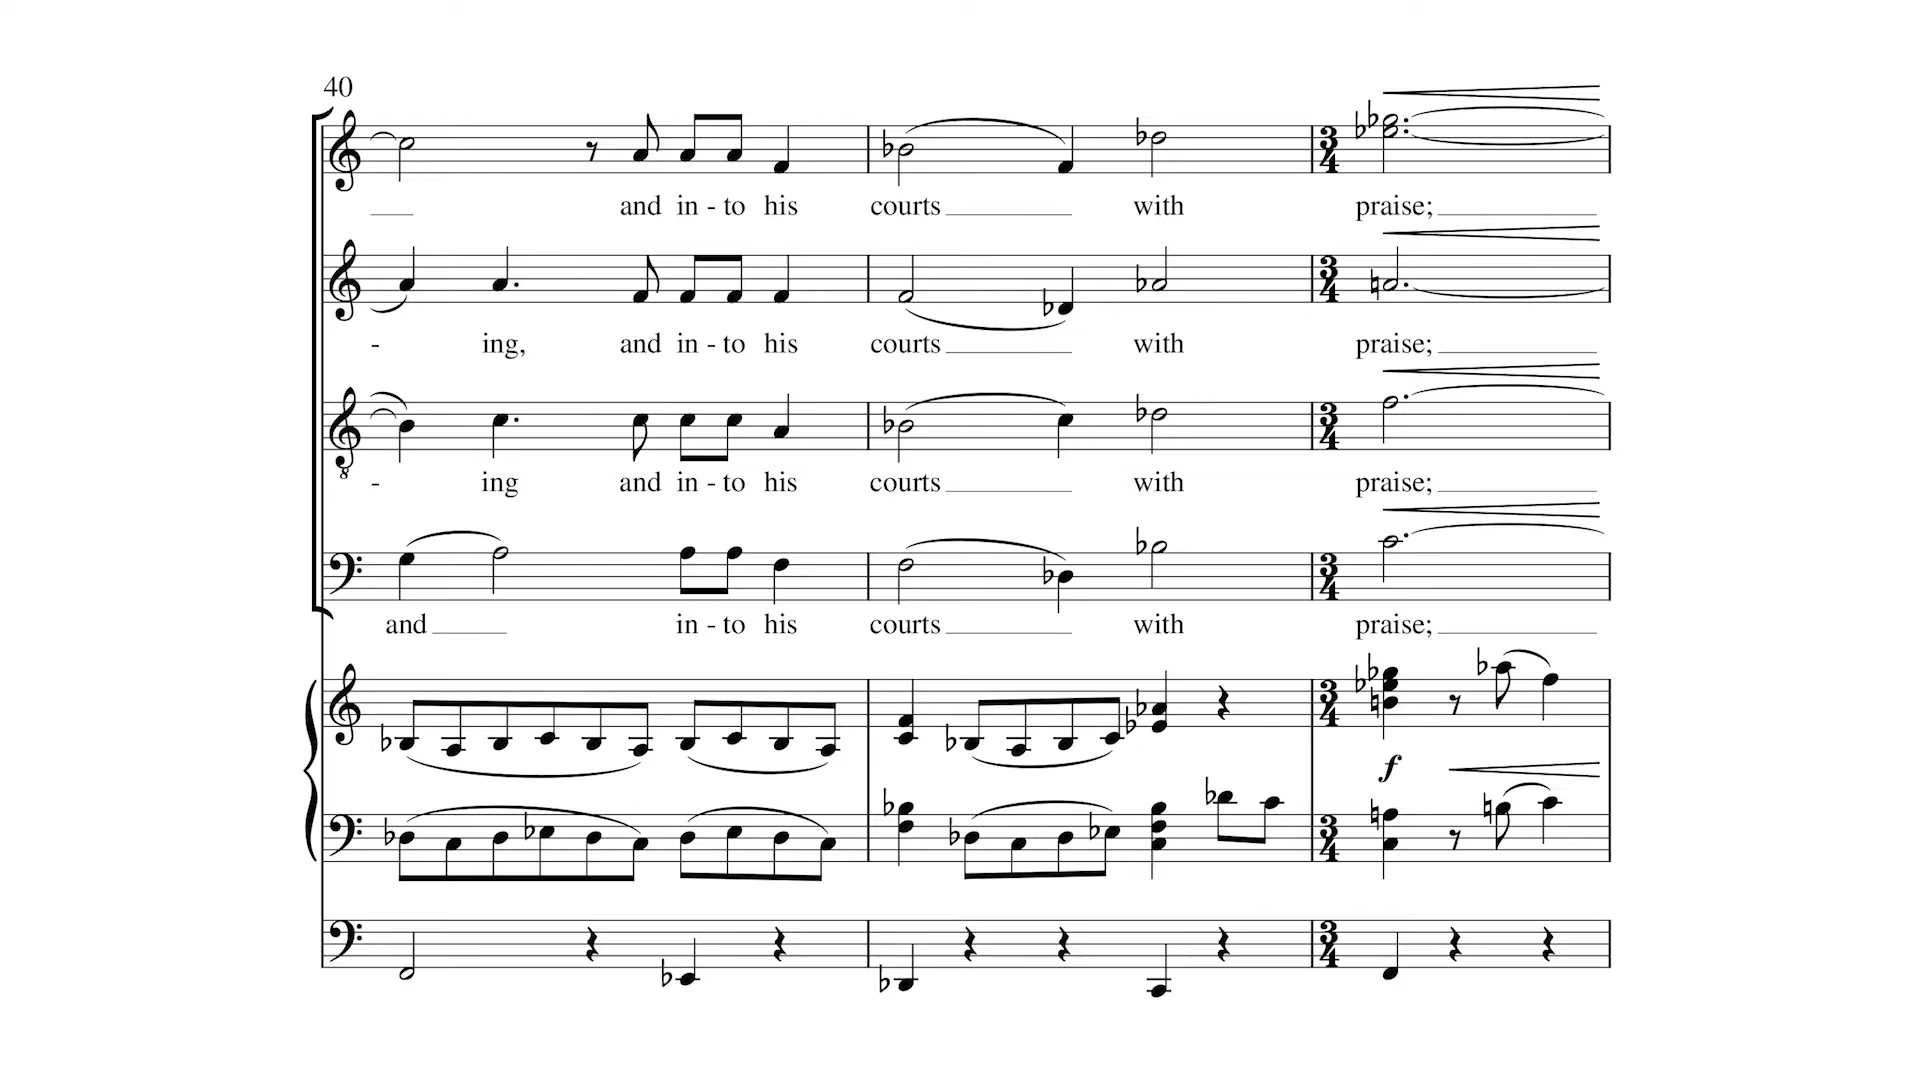 40
and in - to his courts with praise;
- ing, and in - to his courts with praise;
- ing and in - to his courts with praise;
and in - to his courts with praise;
f